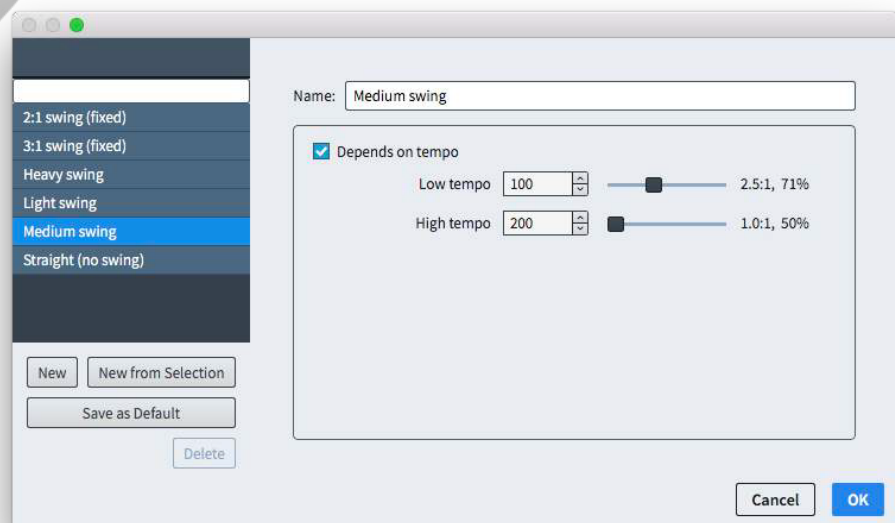 2:1 swing (fixed)
3:1 swing (fixed)
Heavy swing
Light swing
Medium swing
Straight (no swing)
New New from Selection
Save as Default
Delete
Name: Medium swing
Depends on tempo
Low tempo 100 2.5:1, 71%
High tempo 200 1.0:1, 50%
Cancel OK